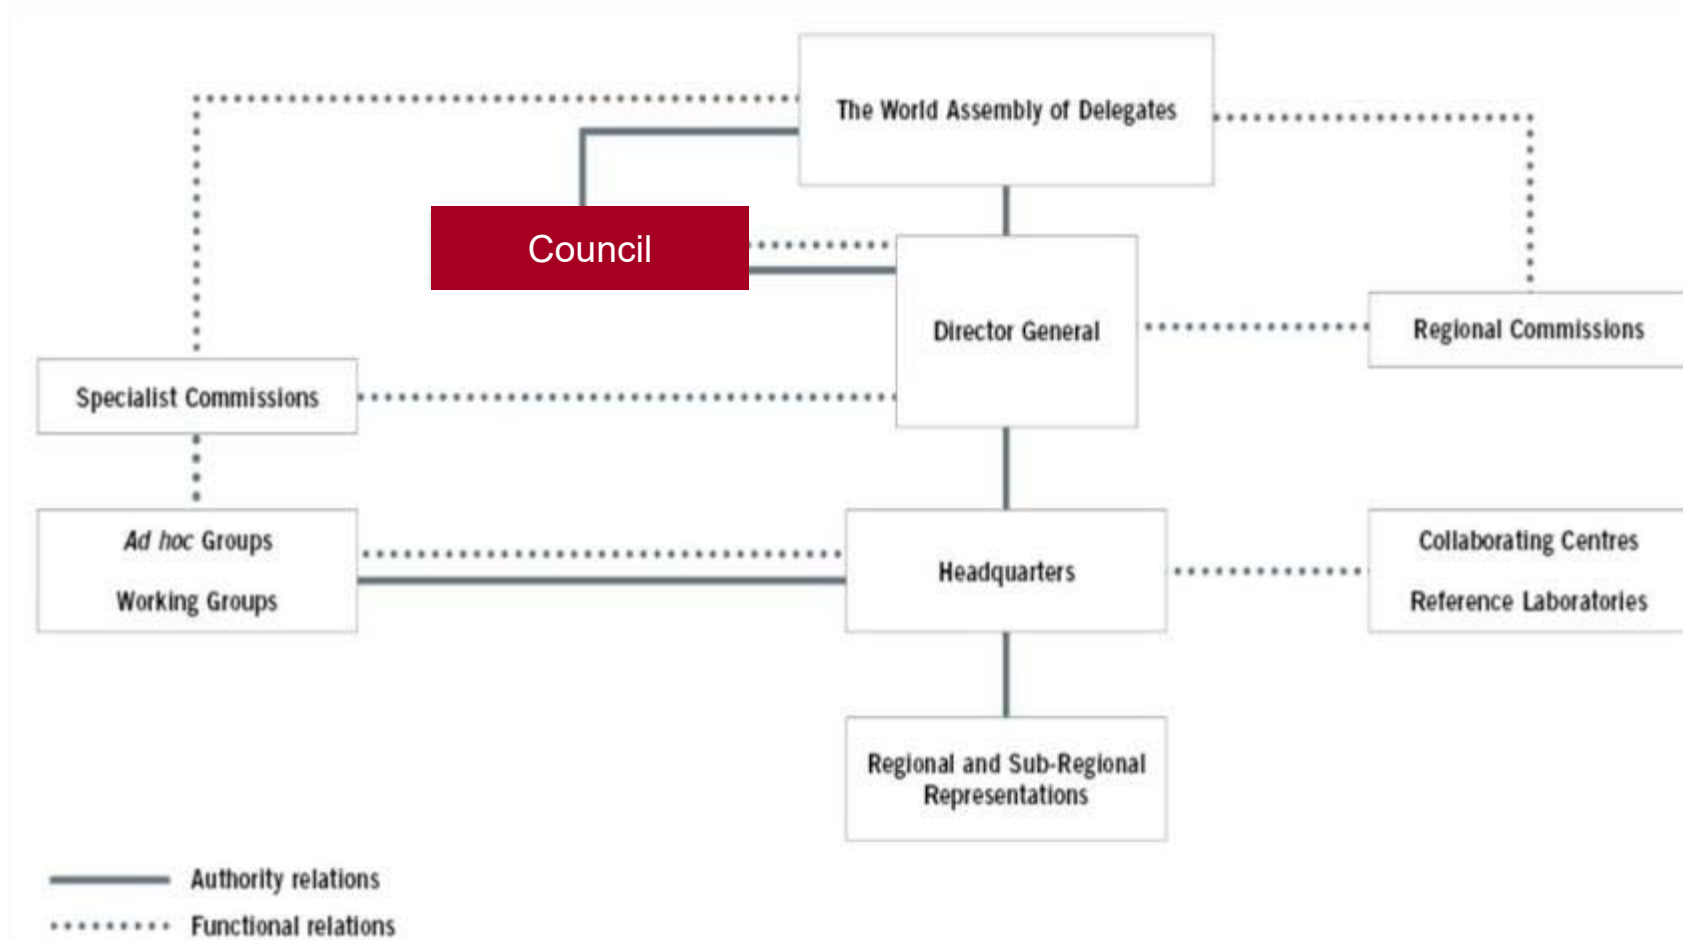 The World Assembly of Delegates
Council
Director General
Regional Commissions
Specialist Commissions
Ad hoc Groups
Working Groups
Headquarters
Collaborating Centres
Reference Laboratories
Regional and Sub-Regional
Representations
Authority relations
Functional relations